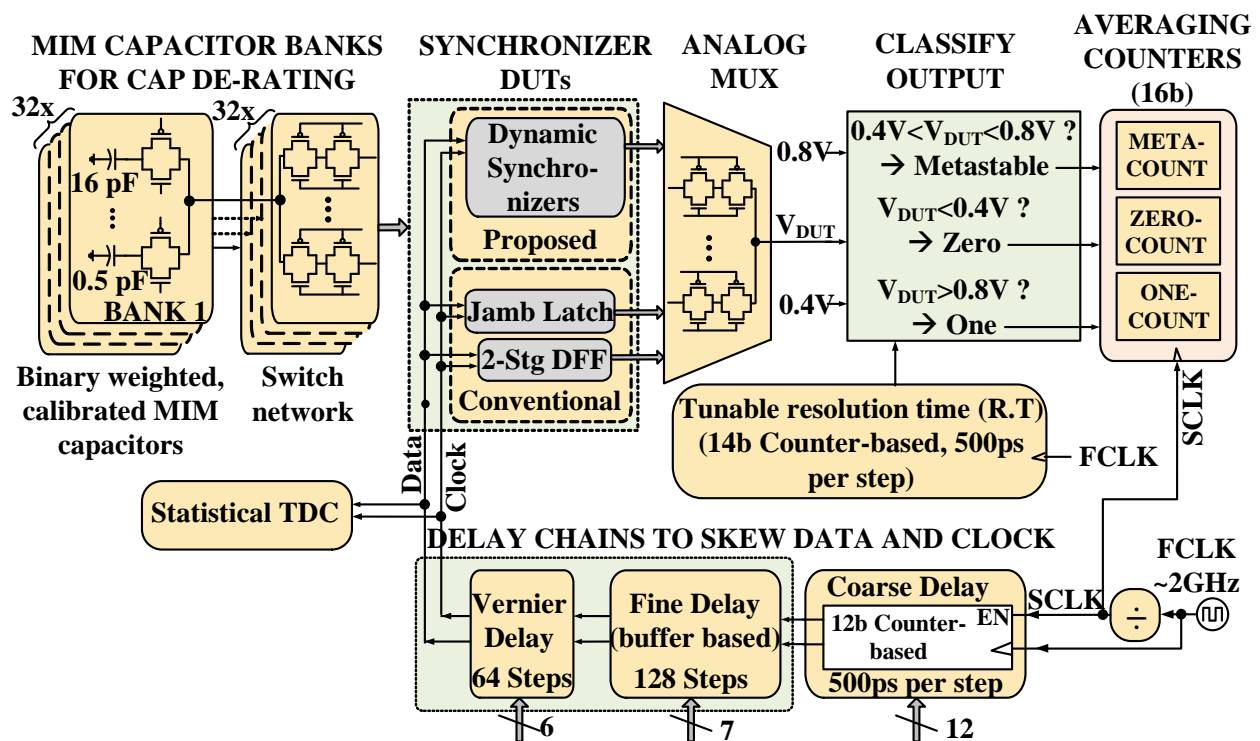 MIM CAPACITOR BANKS
FOR CAP DE-RATING
32x
32x
16 pF
0.5 pF
BANK 1
Binary weighted,
calibrated MIM
capacitors
Switch
network
SYNCHRONIZER
DUTs
Dynamic
Synchro-
nizers
Proposed
Jamb Latch
2-Stg DFF
Conventional
ANALOG
MUX
0.8V
V_DUT
0.4V
CLASSIFY
OUTPUT
0.4V<V_DUT<0.8V ?
→ Metastable
V_DUT<0.4V ?
→ Zero
V_DUT>0.8V ?
→ One
AVERAGING
COUNTERS
(16b)
META-
COUNT
ZERO-
COUNT
ONE-
COUNT
SCLK
Tunable resolution time (R.T)
(14b Counter-based, 500ps
per step)
FCLK
Data
Clock
Statistical TDC
DELAY CHAINS TO SKEW DATA AND CLOCK
Vernier
Delay
64 Steps
6
Fine Delay
(buffer based)
128 Steps
7
Coarse Delay
12b Counter-
based
EN
500ps per step
12
SCLK
÷
FCLK
~2GHz